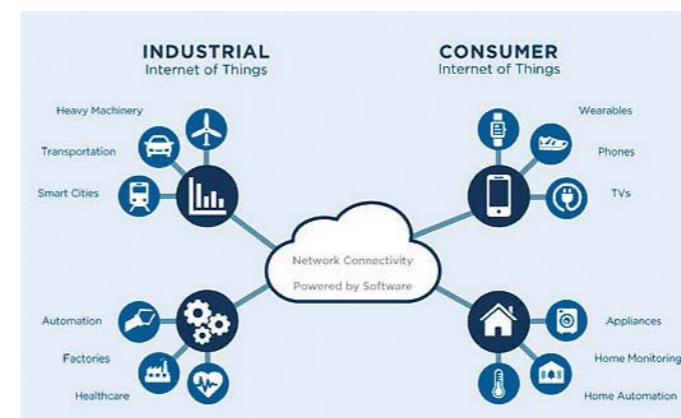 INDUSTRIAL
Internet of Things
CONSUMER
Internet of Things
Heavy Machinery
Transportation
Smart Cities
Wearables
Phones
TVs
Network Connectivity
Powered by Software
Automation
Factories
Healthcare
Appliances
Home Monitoring
Home Automation